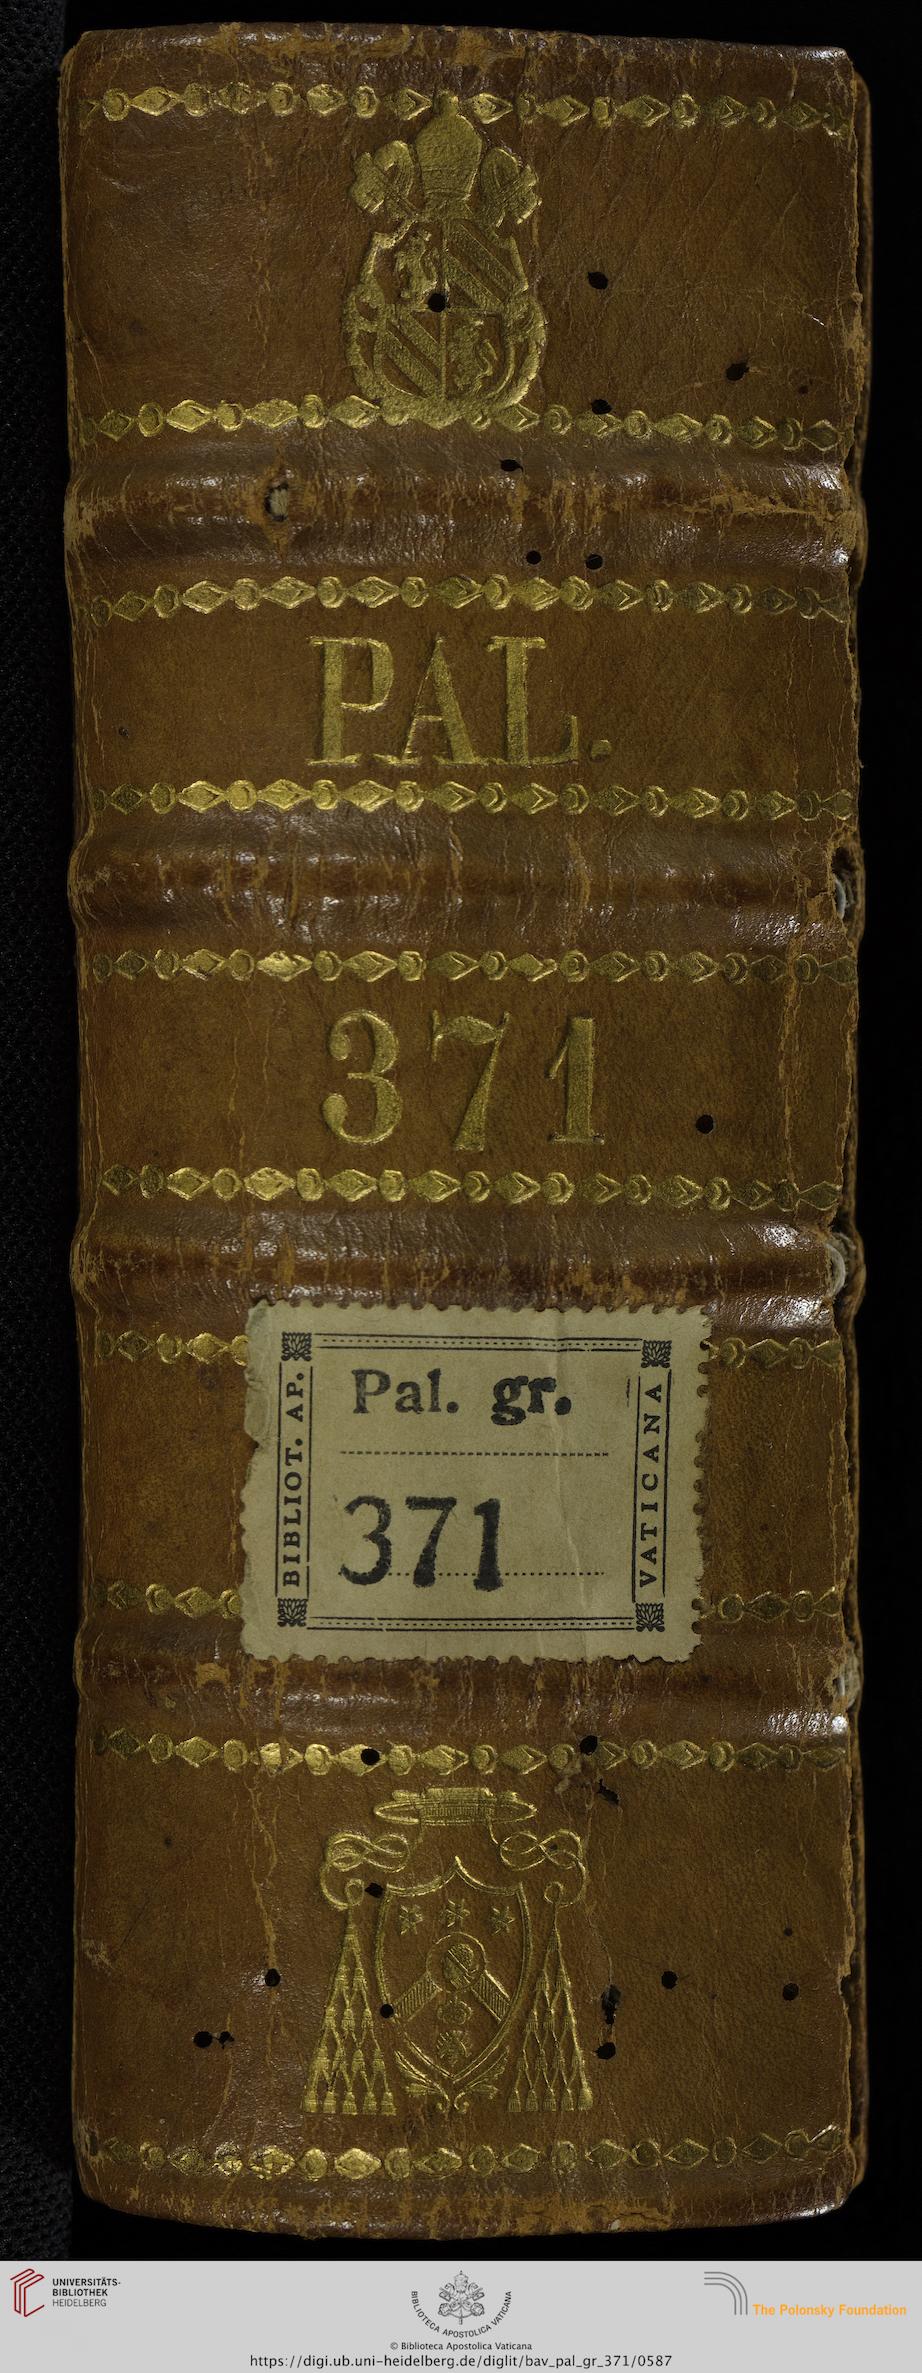 PAL.
371
BIBLIOT. AP.
Pal. gr.
371
VATICANA
UNIVERSITÄTS-
BIBLIOTHEK
HEIDELBERG
BIBLIOTECA APOSTOLICA VATICANA
The Polonsky Foundation
© Biblioteca Apostolica Vaticana
https://digi.ub.uni-heidelberg.de/diglit/bav_pal_gr_371/0587